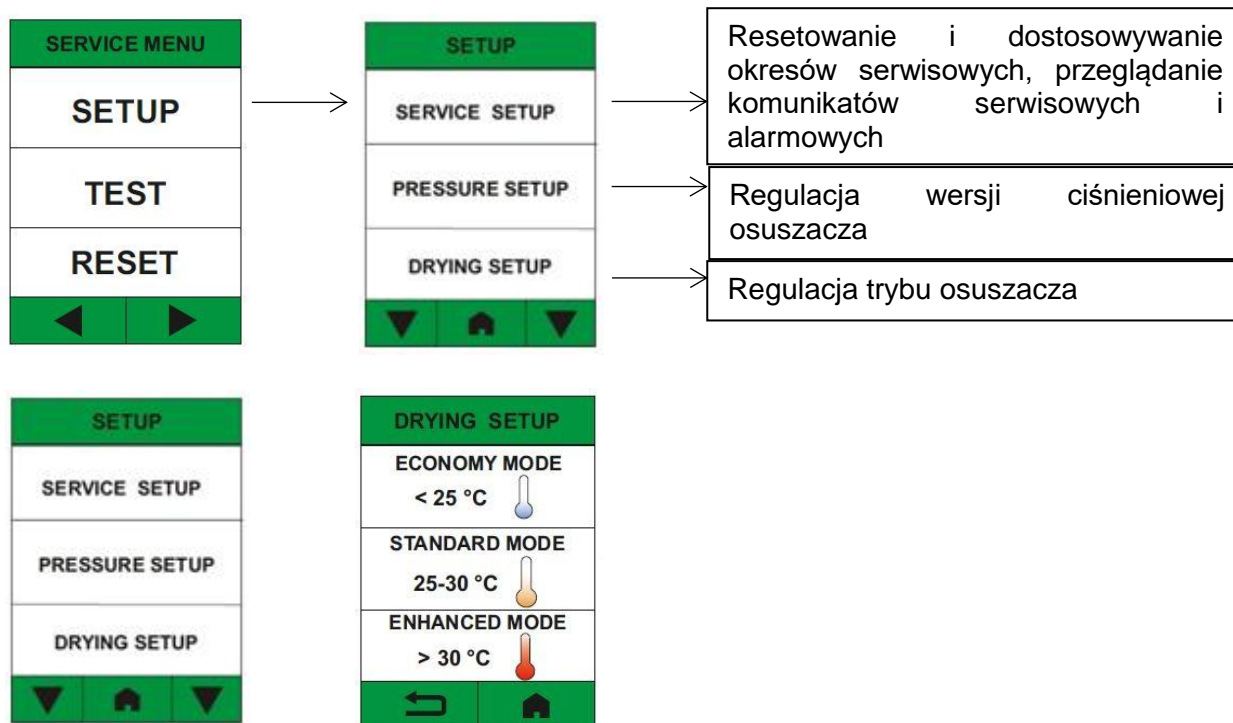 SERVICE MENU
SETUP
TEST
RESET
SETUP
SERVICE SETUP
PRESSURE SETUP
DRYING SETUP
Resetowanie i dostosowywanie
okresów serwisowych, przeglądanie
komunikatów serwisowych i
alarmowych
Regulacja wersji ciśnieniowej
osuszacza
Regulacja trybu osuszacza
SETUP
SERVICE SETUP
PRESSURE SETUP
DRYING SETUP
DRYING SETUP
ECONOMY MODE
< 25 °C
STANDARD MODE
25-30 °C
ENHANCED MODE
> 30 °C